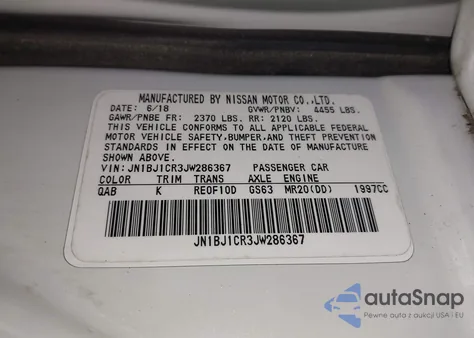 MANUFACTURED BY NISSAN MOTOR CO.,LTD.
DATE: 6/18 GVWR/PNBV: 4455 LBS.
GAWR/PNBE FR: 2370 LBS. RR: 2120 LBS.
THIS VEHICLE CONFORMS TO ALL APPLICABLE FEDERAL
MOTOR VEHICLE SAFETY,BUMPER,AND THEFT PREVENTION
STANDARDS IN EFFECT ON THE DATE OF MANUFACTURE
SHOWN ABOVE.
VIN: JN1BJ1CR3JW286367 PASSENGER CAR
COLOR TRIM TRANS AXLE ENGINE
QAB K RE0F10D GS63 MR20(DD) 1997CC
JN1BJ1CR3JW286367
autoSnap
Pewne auta z aukcji USA i EU